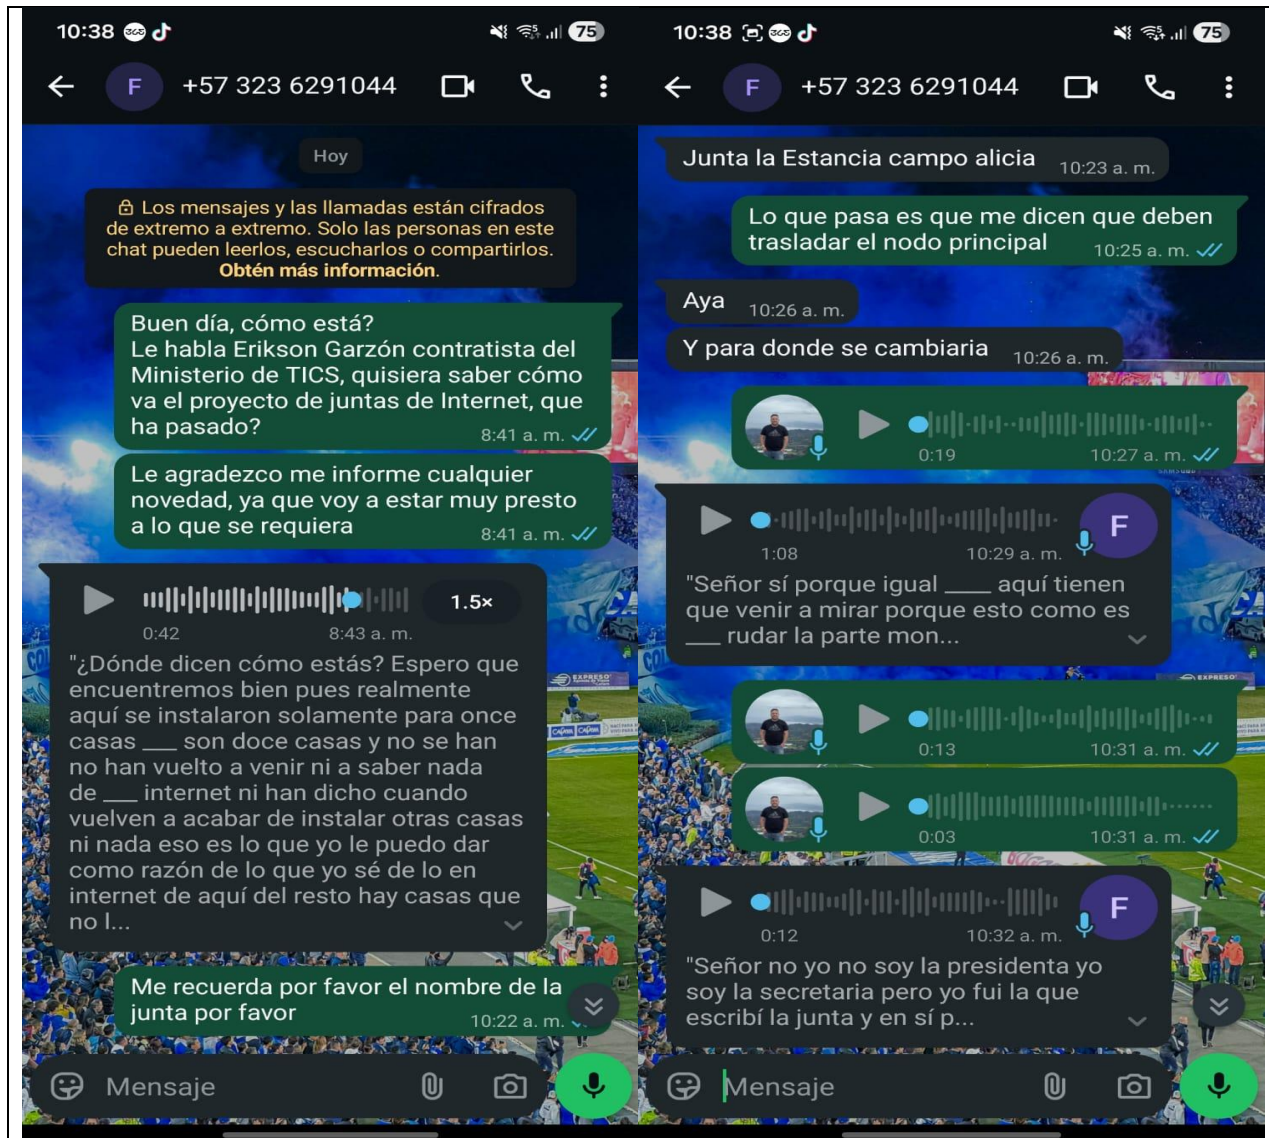 10:38
75
F
+57 323 6291044
Hoy
Los mensajes y las llamadas están cifrados
de extremo a extremo. Solo las personas en este
chat pueden leerlos, escucharlos o compartirlos.
Obtén más información.
Buen día, cómo está?
Le habla Erikson Garzón contratista del
Ministerio de TICS, quisiera saber cómo
va el proyecto de juntas de Internet, que
ha pasado?
8:41 a. m.
Le agradezco me informe cualquier
novedad, ya que voy a estar muy presto
a lo que se requiera
8:41 a. m.
1.5×
0:42 8:43 a. m.
"¿Dónde dicen cómo estás? Espero que
encuentremos bien pues realmente
aquí se instalaron solamente para once
casas ___ son doce casas y no se han
no han vuelto a venir ni a saber nada
de ___ internet ni han dicho cuando
vuelven a acabar de instalar otras casas
ni nada eso es lo que yo le puedo dar
como razón de lo que yo sé de lo en
internet de aquí del resto hay casas que
no l...
Me recuerda por favor el nombre de la
junta por favor
10:22 a. m.
Mensaje
10:38
75
F
+57 323 6291044
Junta la Estancia campo alicia
10:23 a. m.
Lo que pasa es que me dicen que deben
trasladar el nodo principal
10:25 a. m.
Aya
10:26 a. m.
Y para donde se cambiaria
10:26 a. m.
0:19 10:27 a. m.
F
1:08 10:29 a. m.
"Señor sí porque igual ____ aquí tienen
que venir a mirar porque esto como es
___ rudar la parte mon...
0:13 10:31 a. m.
0:03 10:31 a. m.
F
0:12 10:32 a. m.
"Señor no yo no soy la presidenta yo
soy la secretaria pero yo fui la que
escribí la junta y en sí p...
Mensaje